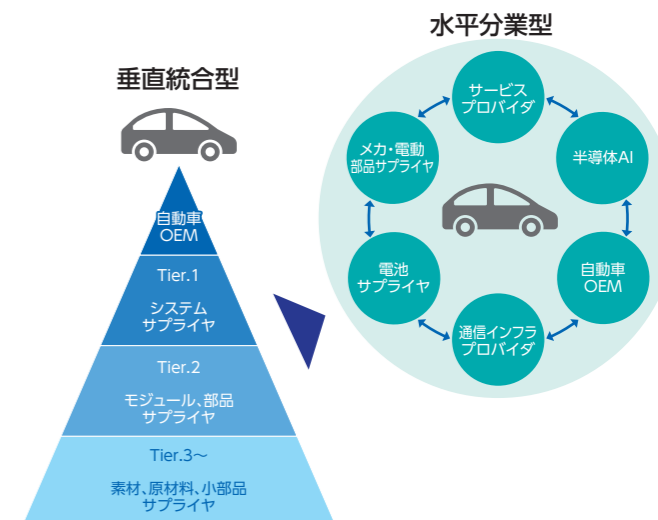 垂直統合型
自動車
OEM
Tier.1
システム
サプライヤ
Tier.2
モジュール、部品
サプライヤ
Tier.3～
素材、原材料、小部品
サプライヤ
水平分業型
サービス
プロバイダ
メカ・電動
部品サプライヤ
半導体AI
電池
サプライヤ
自動車
OEM
通信インフラ
プロバイダ